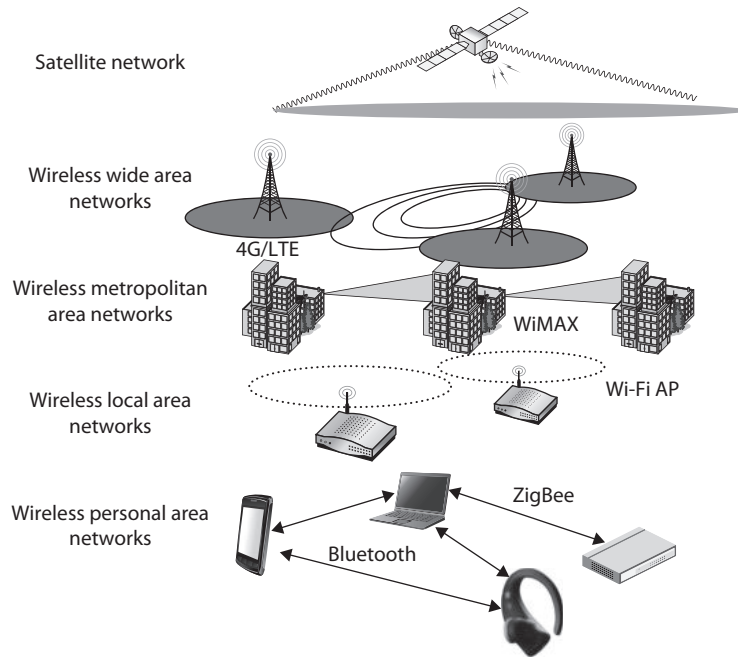 Satellite network
Wireless wide area
networks
4G/LTE
Wireless metropolitan
area networks
WiMAX
Wi-Fi AP
Wireless local area
networks
ZigBee
Wireless personal area
networks
Bluetooth